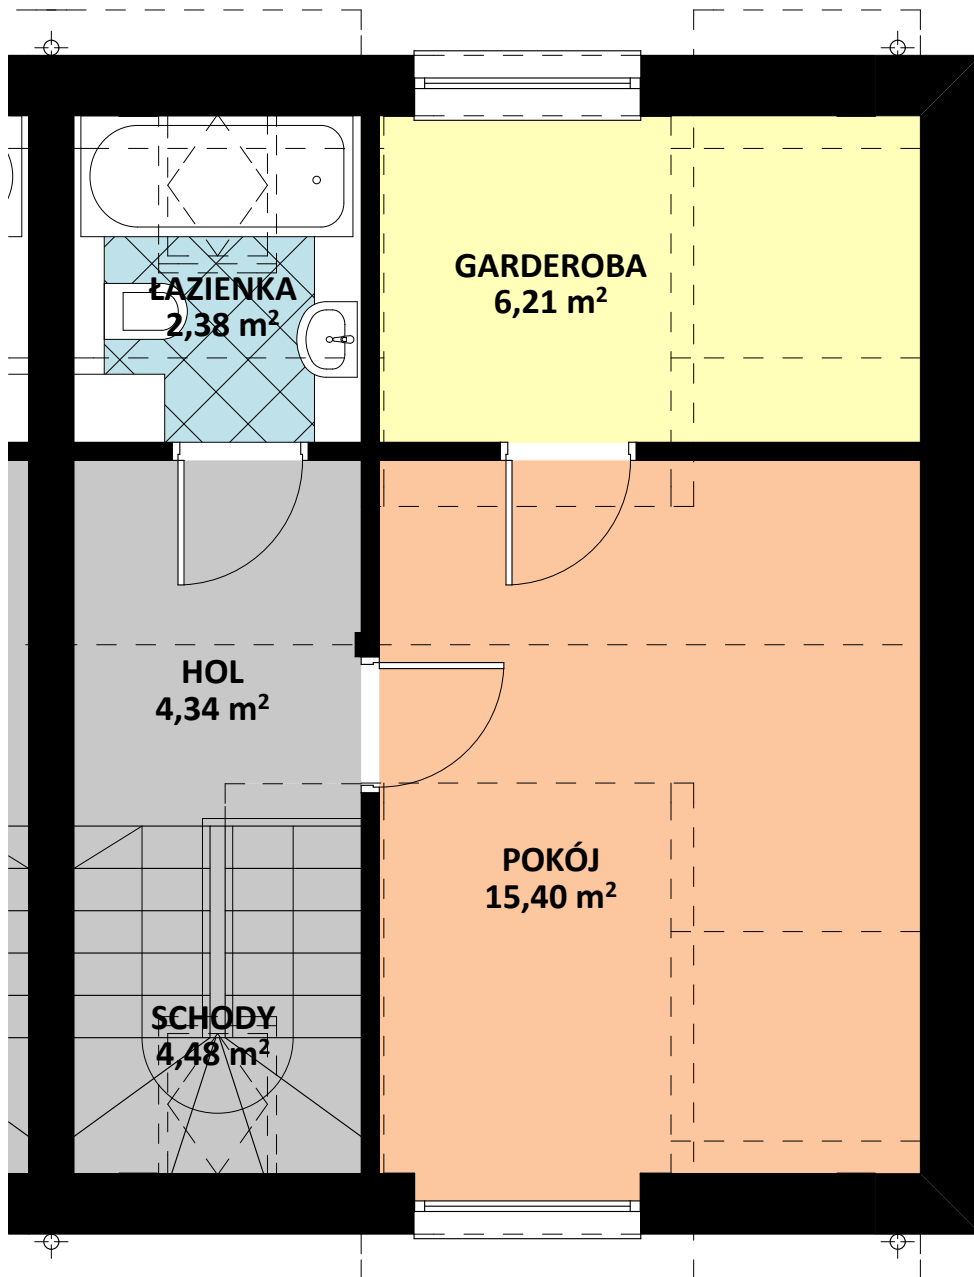 ŁAZIENKA
2,38 m²
GARDEROBA
6,21 m²
HOL
4,34 m²
POKÓJ
15,40 m²
SCHODY
4,48 m²